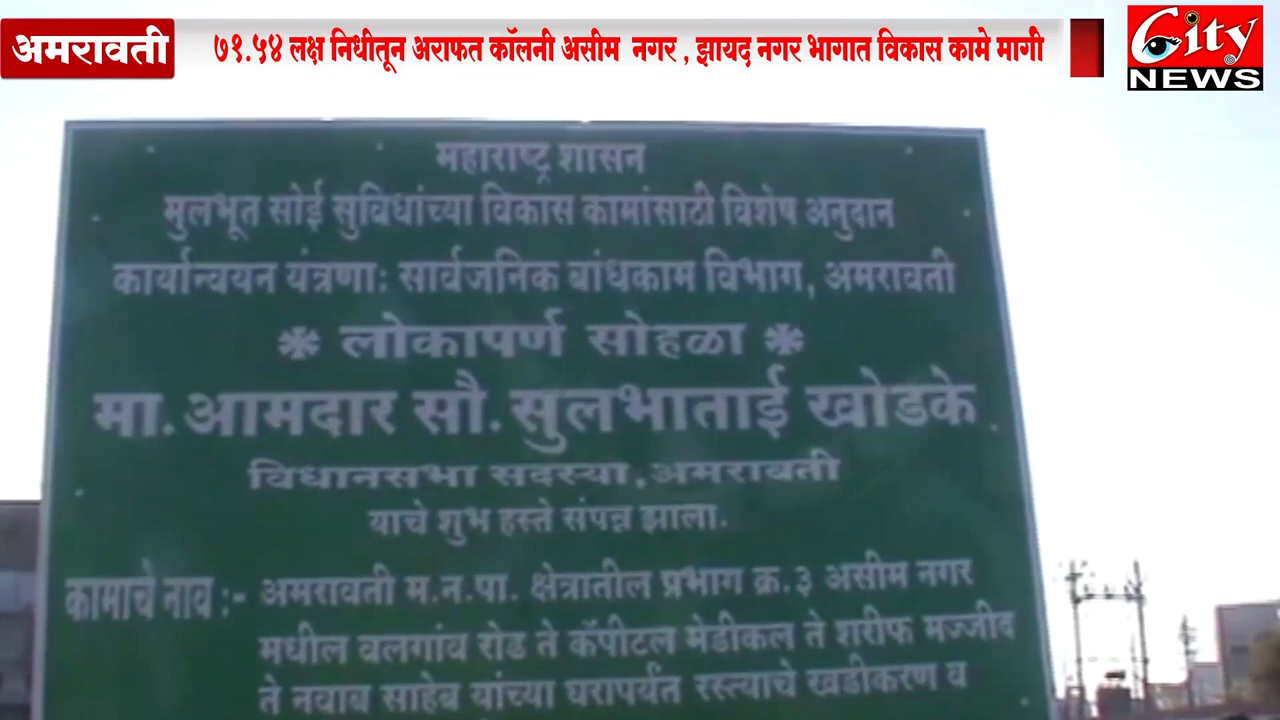 अमरावती
७१.५४ लक्ष निधीतून अराफत कॉलनी असीम नगर , झायद नगर भागात विकास कामे मार्गी
City
NEWS
महाराष्ट्र शासन
मुलभूत सोई सुविधांच्या विकास कामांसाठी विशेष अनुदान
कार्यान्वयन यंत्रणा: सार्वजनिक बांधकाम विभाग, अमरावती
* लोकापर्ण सोहळा *
मा. आमदार सौ. सुलभाताई खोडके
विधानसभा सदस्या, अमरावती
याचे शुभ हस्ते संपन्न झाला.
कामाचे नाव :- अमरावती म.न.पा. क्षेत्रातील प्रभाग क्र.३ असीम नगर
मधील वलगांव रोड ते कॅपीटल मेडीकल ते शरीफ मज्जीद
ते नवाब साहेब यांच्या घरापर्यंत रस्त्याचे खडीकरण व